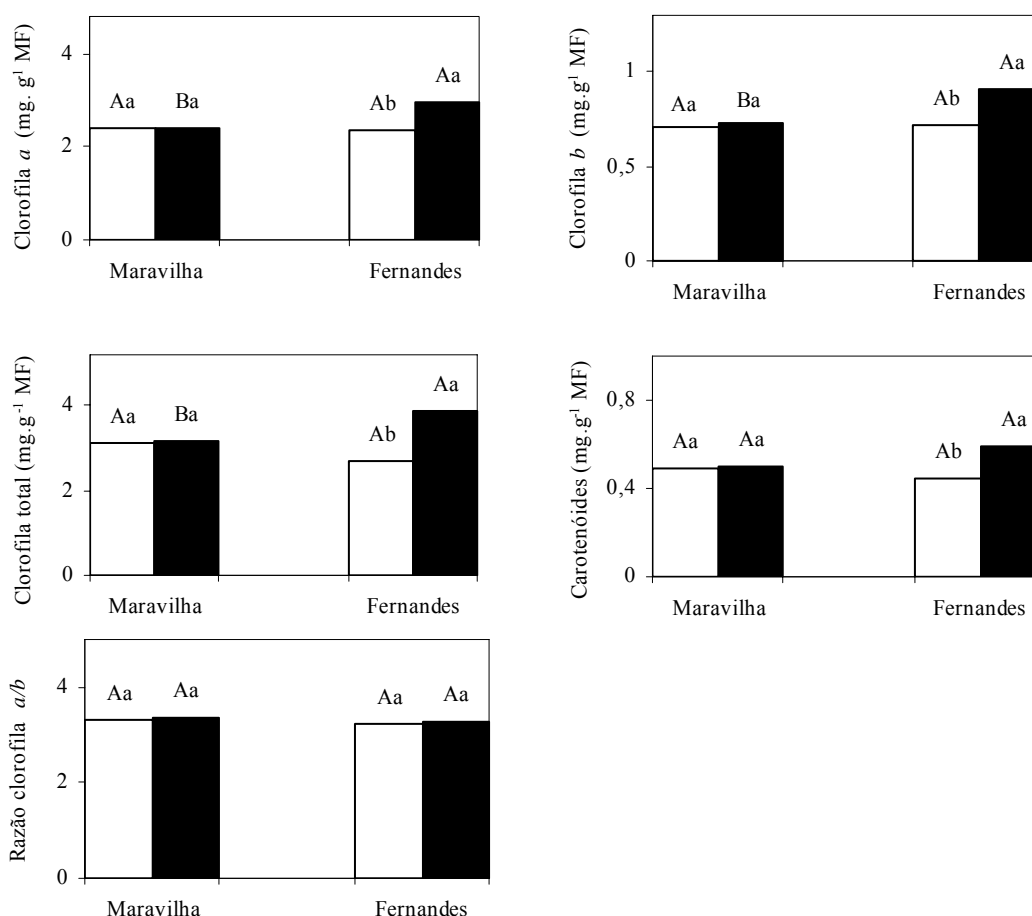 Clorofila a (mg. g¹ MF)
4
2
0
Aa
Ba
Ab
Aa
Maravilha
Fernandes
Clorofila b (mg.g¹ MF)
1
0,5
0
Aa
Ba
Ab
Aa
Maravilha
Fernandes
Clorofila total (mg.g⁻¹ MF)
4
2
0
Aa
Ba
Ab
Aa
Maravilha
Fernandes
Carotenóides (mg.g¹ MF)
0,8
0,4
0
Aa
Aa
Ab
Aa
Maravilha
Fernandes
Razão clorofila a/b
4
2
0
Aa
Aa
Aa
Aa
Maravilha
Fernandes